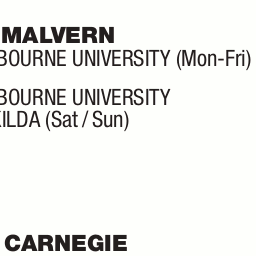 MALVERN
BOURNE UNIVERSITY (Mon-Fri)
BOURNE UNIVERSITY
ILDA (Sat / Sun)
CARNEGIE